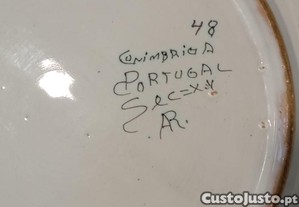 48
CONIMBRIGA
PORTUGAL
Sec=XV
AR.
CustoJusto.pt